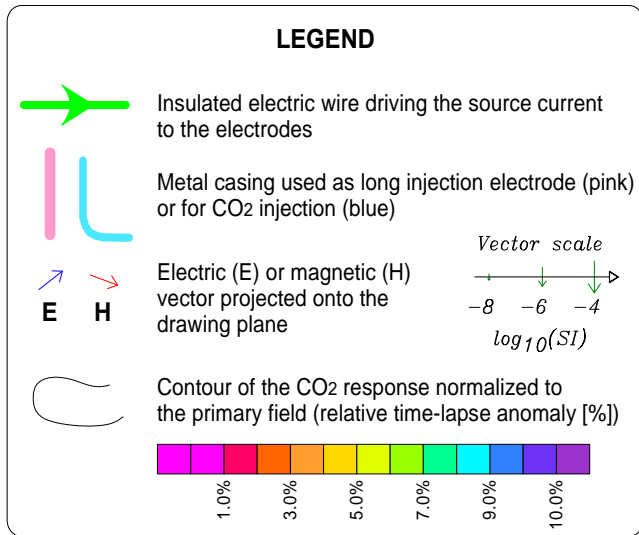 LEGEND
Insulated electric wire driving the source current
to the electrodes
Metal casing used as long injection electrode (pink)
or for CO2 injection (blue)
Electric (E) or magnetic (H)
vector projected onto the
drawing plane
E H
Vector scale
−8 −6 −4
log10(SI)
Contour of the CO2 response normalized to
the primary field (relative time-lapse anomaly [%])
1.0% 3.0% 5.0% 7.0% 9.0% 10.0%